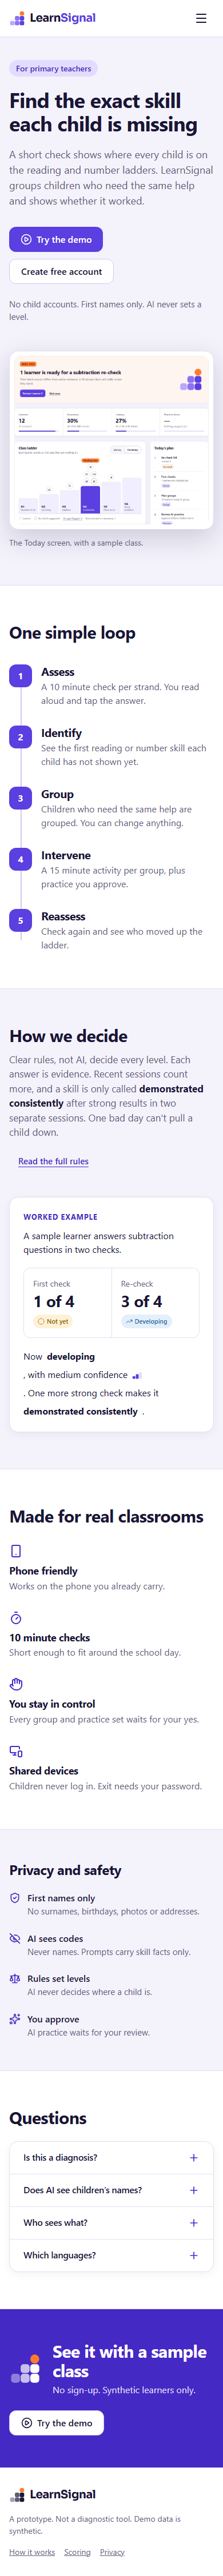 LearnSignal
For primary teachers
Find the exact skill
each child is missing
A short check shows where every child is on
the reading and number ladders. LearnSignal
groups children who need the same help
and shows whether it worked.
Try the demo
Create free account
No child accounts. First names only. AI never sets a
level.
1 learner is ready for a subtraction re-check
12
Class ladder
Today's plan
The Today screen, with a sample class.
One simple loop
1
Assess
A 10 minute check per strand. You read
aloud and tap the answer.
2
Identify
See the first reading or number skill each
child has not shown yet.
3
Group
Children who need the same help are
grouped. You can change anything.
4
Intervene
A 15 minute activity per group, plus
practice you approve.
5
Reassess
Check again and see who moved up the
ladder.
How we decide
Clear rules, not AI, decide every level. Each
answer is evidence. Recent sessions count
more, and a skill is only called demonstrated
consistently after strong results in two
separate sessions. One bad day can't pull a
child down.
Read the full rules
WORKED EXAMPLE
A sample learner answers subtraction
questions in two checks.
First check
1 of 4
Not yet
Re-check
3 of 4
Developing
Now developing
, with medium confidence
. One more strong check makes it
demonstrated consistently .
Made for real classrooms
Phone friendly
Works on the phone you already carry.
10 minute checks
Short enough to fit around the school day.
You stay in control
Every group and practice set waits for your yes.
Shared devices
Children never log in. Exit needs your password.
Privacy and safety
First names only
No surnames, birthdays, photos or addresses.
AI sees codes
Never names. Prompts carry skill facts only.
Rules set levels
AI never decides where a child is.
You approve
AI practice waits for your review.
Questions
Is this a diagnosis?
Does AI see children's names?
Who sees what?
Which languages?
See it with a sample
class
No sign-up. Synthetic learners only.
Try the demo
LearnSignal
A prototype. Not a diagnostic tool. Demo data is
synthetic.
How it works Scoring Privacy